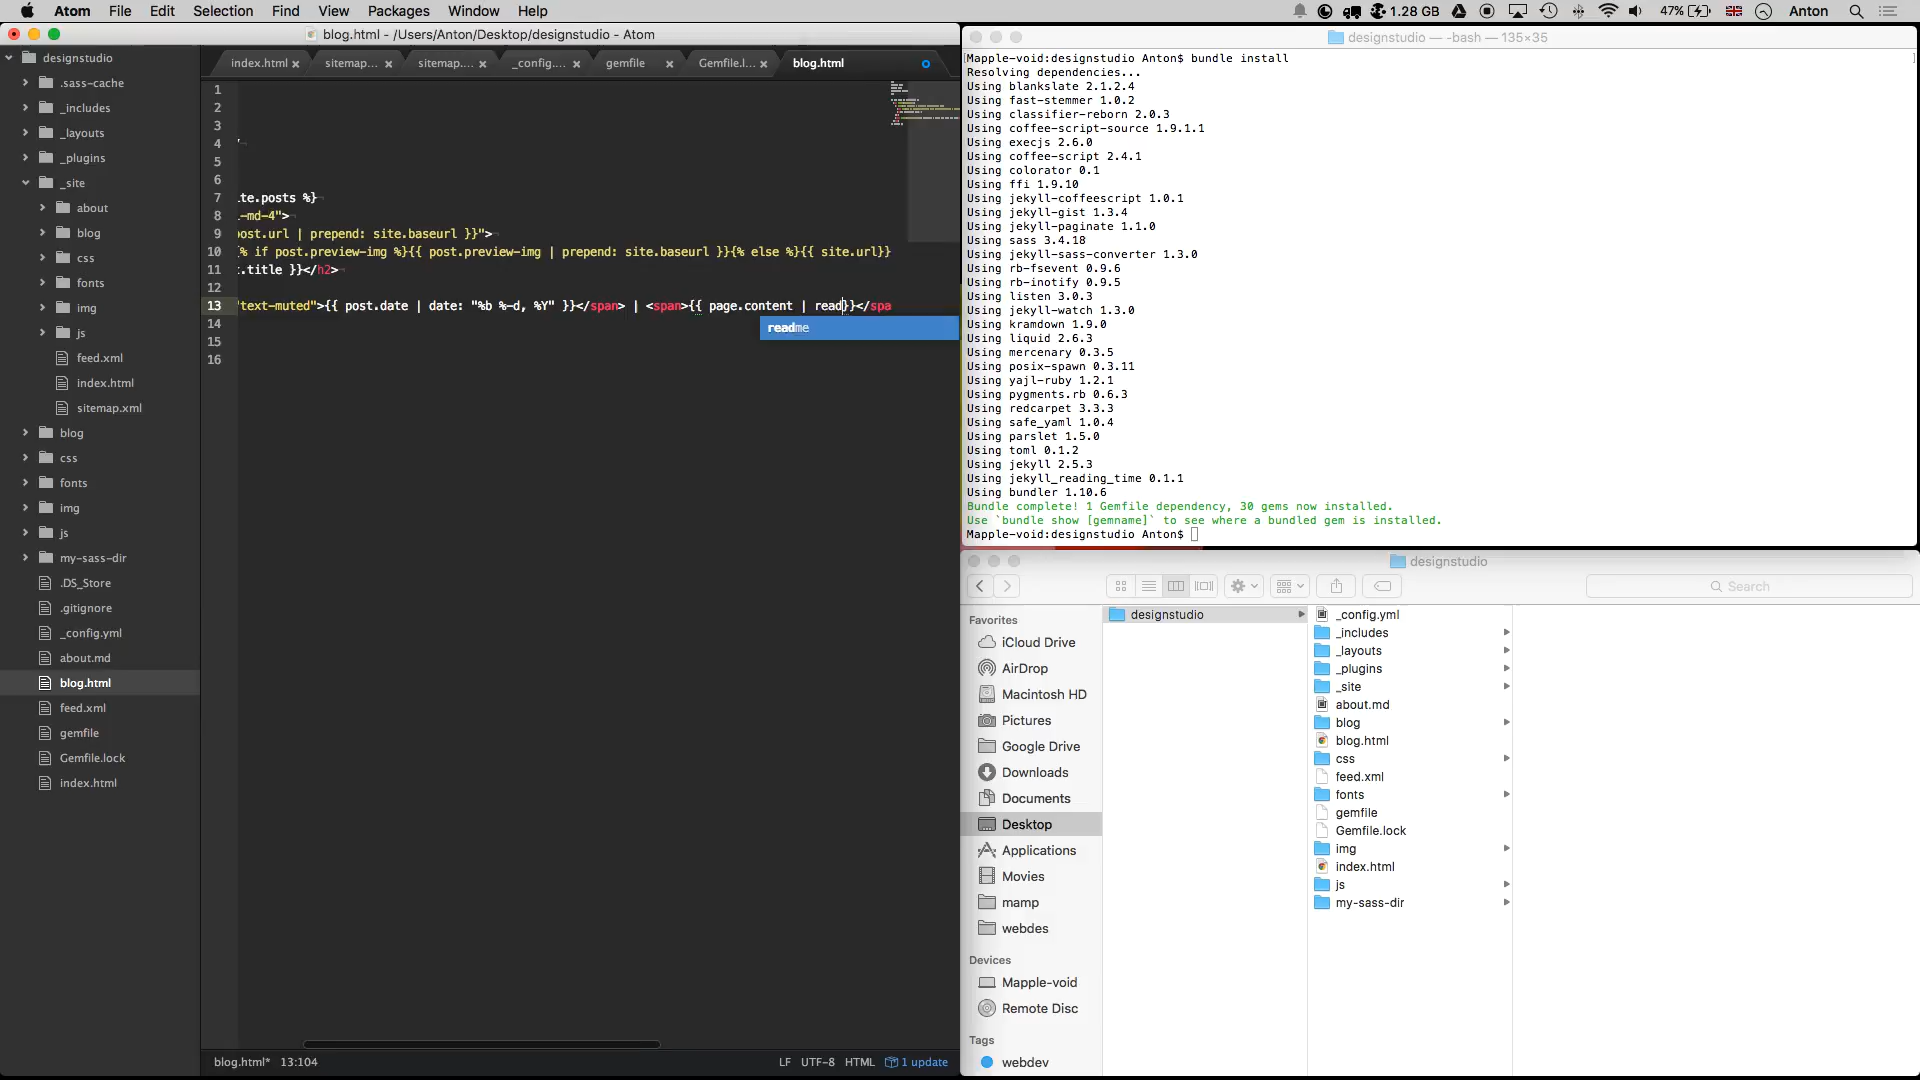 Atom File Edit Selection Find View Packages Window Help
1.28 GB 47% Anton
blog.html - /Users/Anton/Desktop/designstudio - Atom
designstudio
.sass-cache
_includes
_layouts
_plugins
_site
about
blog
css
fonts
img
js
feed.xml
index.html
sitemap.xml
blog
css
fonts
img
js
my-sass-dir
.DS_Store
.gitignore
_config.yml
about.md
blog.html
feed.xml
gemfile
Gemfile.lock
index.html
index.html sitemap.... sitemap.... _config.... gemfile Gemfile.l... blog.html
1
2
3
4
5
6
7 ite.posts %}
8 -md-4">
9 post.url | prepend: site.baseurl }}">
10 {% if post.preview-img %}{{ post.preview-img | prepend: site.baseurl }}{% else %}{{ site.url}}
11 t.title }}</h2>
12
13 "text-muted">{{ post.date | date: "%b %-d, %Y" }}</span> | <span>{{ page.content | read}}</spa
readme
14
15
16
blog.html* 13:104 LF UTF-8 HTML 1 update
designstudio — -bash — 135×35
[Mapple-void:designstudio Anton$ bundle install ]
Resolving dependencies...
Using blankslate 2.1.2.4
Using fast-stemmer 1.0.2
Using classifier-reborn 2.0.3
Using coffee-script-source 1.9.1.1
Using execjs 2.6.0
Using coffee-script 2.4.1
Using colorator 0.1
Using ffi 1.9.10
Using jekyll-coffeescript 1.0.1
Using jekyll-gist 1.3.4
Using jekyll-paginate 1.1.0
Using sass 3.4.18
Using jekyll-sass-converter 1.3.0
Using rb-fsevent 0.9.6
Using rb-inotify 0.9.5
Using listen 3.0.3
Using jekyll-watch 1.3.0
Using kramdown 1.9.0
Using liquid 2.6.3
Using mercenary 0.3.5
Using posix-spawn 0.3.11
Using yajl-ruby 1.2.1
Using pygments.rb 0.6.3
Using redcarpet 3.3.3
Using safe_yaml 1.0.4
Using parslet 1.5.0
Using toml 0.1.2
Using jekyll 2.5.3
Using jekyll_reading_time 0.1.1
Using bundler 1.10.6
Bundle complete! 1 Gemfile dependency, 30 gems now installed.
Use `bundle show [gemname]` to see where a bundled gem is installed.
Mapple-void:designstudio Anton$
designstudio
Search
Favorites
iCloud Drive
AirDrop
Macintosh HD
Pictures
Google Drive
Downloads
Documents
Desktop
Applications
Movies
mamp
webdes
Devices
Mapple-void
Remote Disc
Tags
webdev
designstudio
_config.yml
_includes
_layouts
_plugins
_site
about.md
blog
blog.html
css
feed.xml
fonts
gemfile
Gemfile.lock
img
index.html
js
my-sass-dir